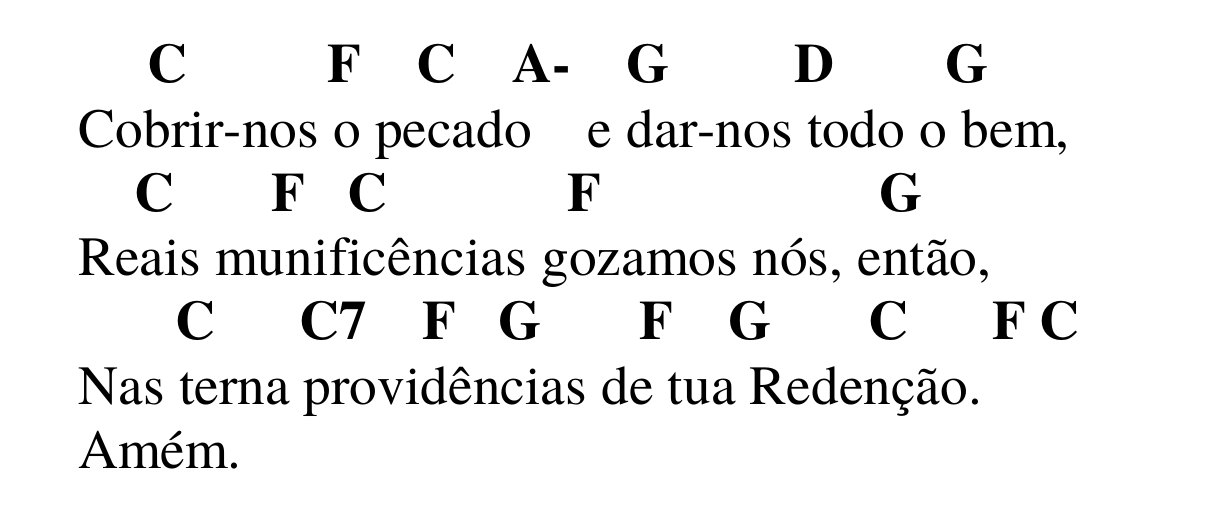 C F C A- G D G
Cobrir-nos o pecado e dar-nos todo o bem,
C F C F G
Reais munificências gozamos nós, então,
C C7 F G F G C F C
Nas terna providências de tua Redenção.
Amém.